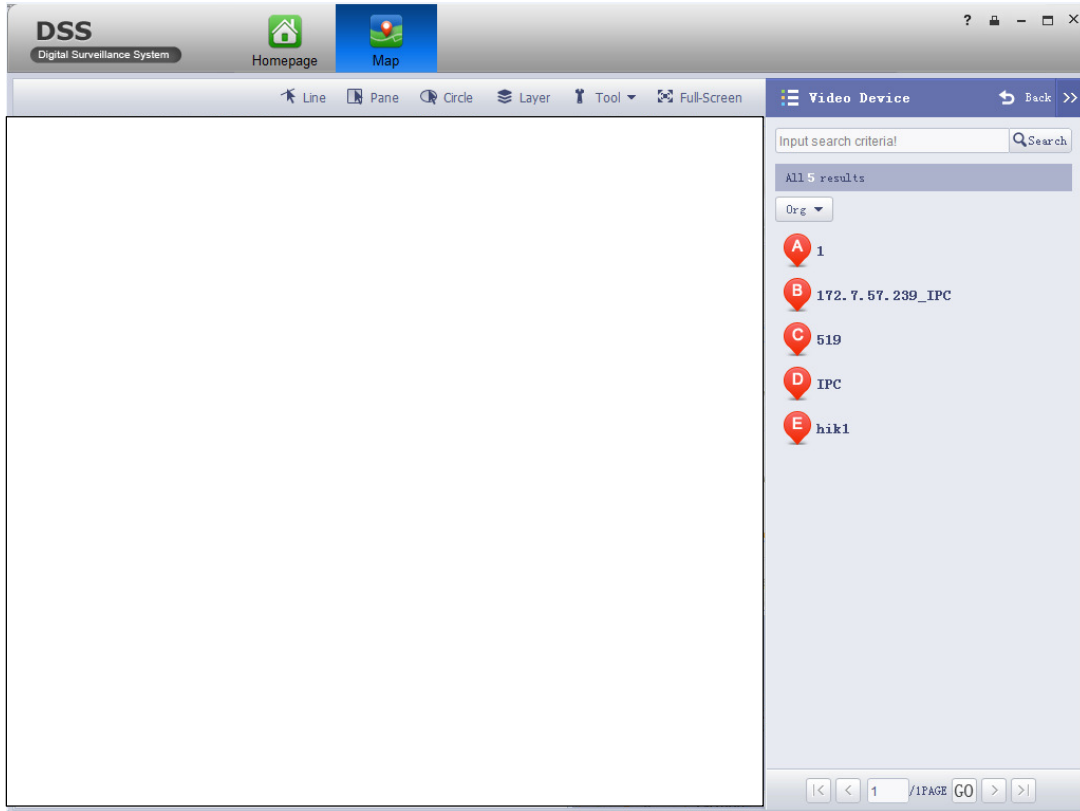 DSS
Digital Surveillance System
Homepage
Map
?
Line Pane Circle Layer Tool Full-Screen
Video Device Back >>
Input search criteria! Search
All 5 results
Org
A 1
B 172.7.57.239_IPC
C 519
D IPC
E hik1
|< < 1 /1PAGE GO > >|